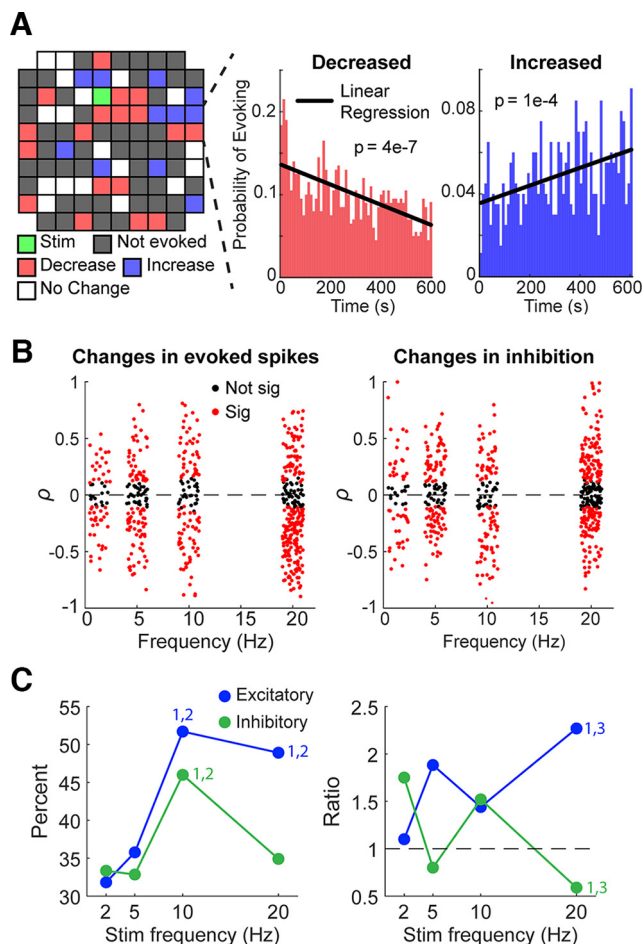 A
Stim
Not evoked
Decrease
Increase
No Change
Decreased
Probability of Evoking
0.2
0.1
0
Linear
Regression
p = 4e-7
0
200
400
600
Time (s)
Increased
0.08
0.04
0
p = 1e-4
0
200
400
600
Time (s)
B
Changes in evoked spikes
Not sig
Sig
ρ
1
0.5
0
-0.5
-1
0
5
10
15
20
Frequency (Hz)
Changes in inhibition
ρ
1
0.5
0
-0.5
-1
0
5
10
15
20
Frequency (Hz)
C
Excitatory
Inhibitory
Percent
55
50
45
40
35
30
1,2
1,2
1,2
2
5
10
20
Stim frequency (Hz)
Ratio
2.5
2
1.5
1
0.5
1,3
1,3
2
5
10
20
Stim frequency (Hz)